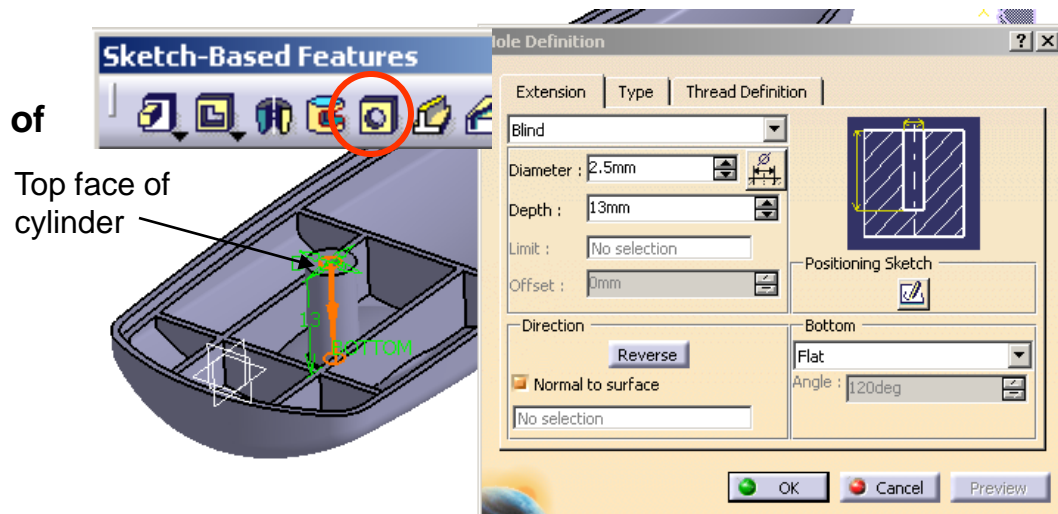 Sketch-Based Features
of
Top face of
cylinder
13
BOTTOM
ole Definition
Extension Type Thread Definition
Blind
Diameter : 2.5mm
Depth : 13mm
Limit : No selection
Offset : 0mm
Positioning Sketch
Direction
Reverse
Normal to surface
No selection
Bottom
Flat
Angle : 120deg
OK Cancel Preview